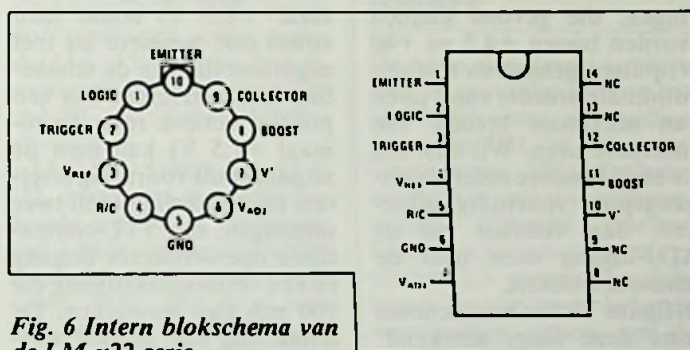 EMITTER
10
LOGIC 1 9 COLLECTOR
TRIGGER 2 8 BOOST
VREF 3 7 V+
R/C 4 6 VADJ
5
GND
EMITTER 1 14 NC
LOGIC 2 13 NC
TRIGGER 3 12 COLLECTOR
VREF 11 BOOST
R/C 5 10 V+
GND 6 9 NC
VADJ 8 NC
Fig. 6 Intern blokschema van
de LM x22 serie